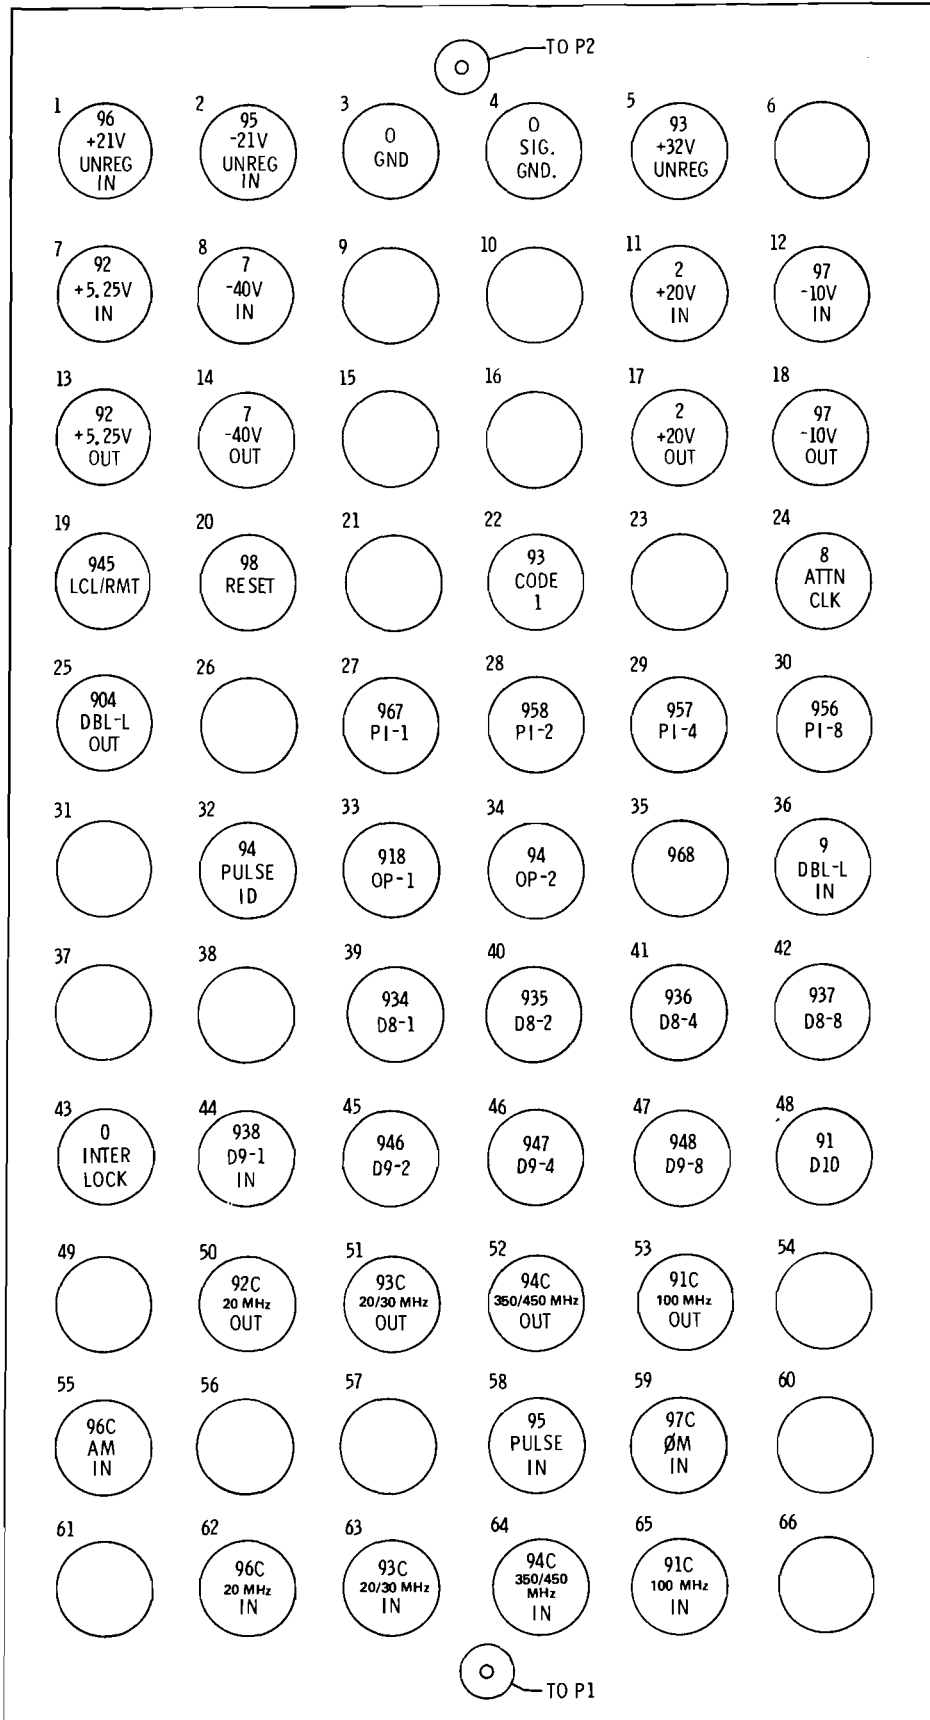 TO P2
1
96
+21V
UNREG
IN
2
95
-21V
UNREG
IN
3
0
GND
4
0
SIG.
GND.
5
93
+32V
UNREG
6
7
92
+5.25V
IN
8
7
-40V
IN
9
10
11
2
+20V
IN
12
97
-10V
IN
13
92
+5.25V
OUT
14
7
-40V
OUT
15
16
17
2
+20V
OUT
18
97
-10V
OUT
19
945
LCL/RMT
20
98
RESET
21
22
93
CODE
1
23
24
8
ATTN
CLK
25
904
DBL-L
OUT
26
27
967
PI-1
28
958
PI-2
29
957
PI-4
30
956
PI-8
31
32
94
PULSE
ID
33
918
OP-1
34
94
OP-2
35
968
36
9
DBL-L
IN
37
38
39
934
D8-1
40
935
D8-2
41
936
D8-4
42
937
D8-8
43
0
INTER
LOCK
44
938
D9-1
IN
45
946
D9-2
46
947
D9-4
47
948
D9-8
48
91
D10
49
50
92C
20 MHz
OUT
51
93C
20/30 MHz
OUT
52
94C
350/450 MHz
OUT
53
91C
100 MHz
OUT
54
55
96C
AM
IN
56
57
58
95
PULSE
IN
59
97C
ØM
IN
60
61
62
96C
20 MHz
IN
63
93C
20/30 MHz
IN
64
94C
350/450
MHz
IN
65
91C
100 MHz
IN
66
TO P1